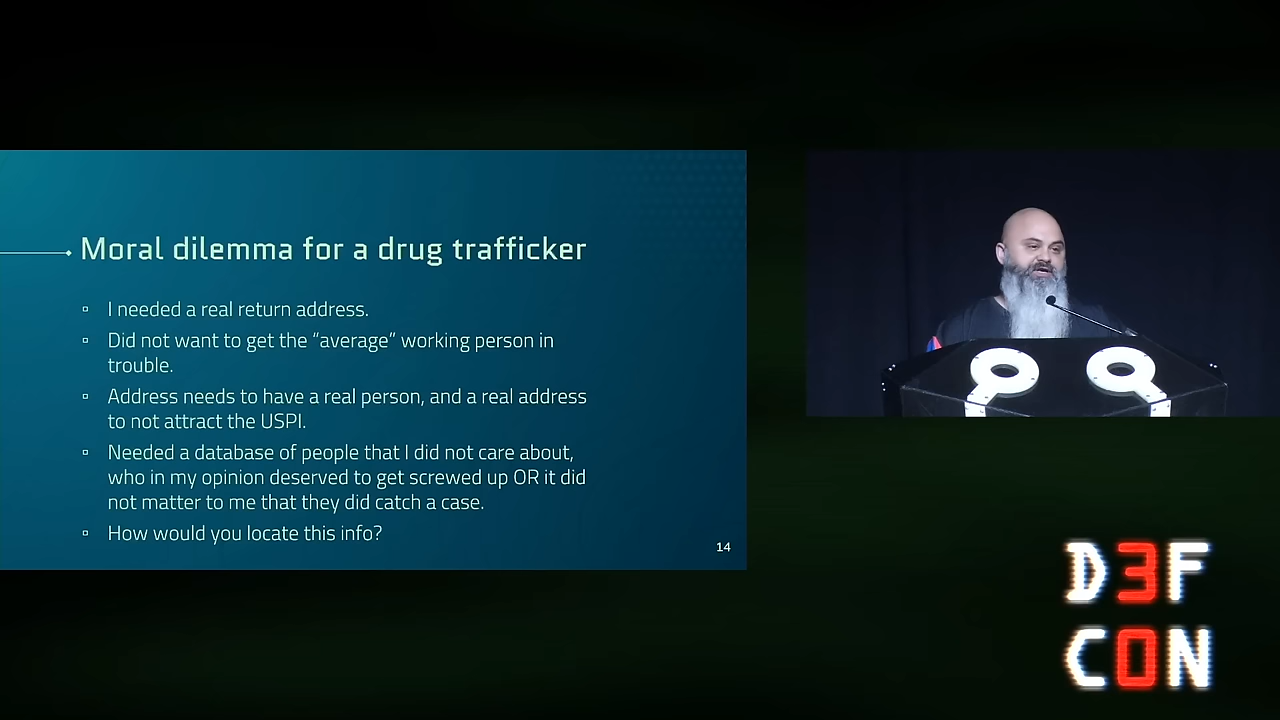 Moral dilemma for a drug trafficker
▫ I needed a real return address.
▫ Did not want to get the “average” working person in
trouble.
▫ Address needs to have a real person, and a real address
to not attract the USPI.
▫ Needed a database of people that I did not care about,
who in my opinion deserved to get screwed up OR it did
not matter to me that they did catch a case.
▫ How would you locate this info?
14
D3F
C0N